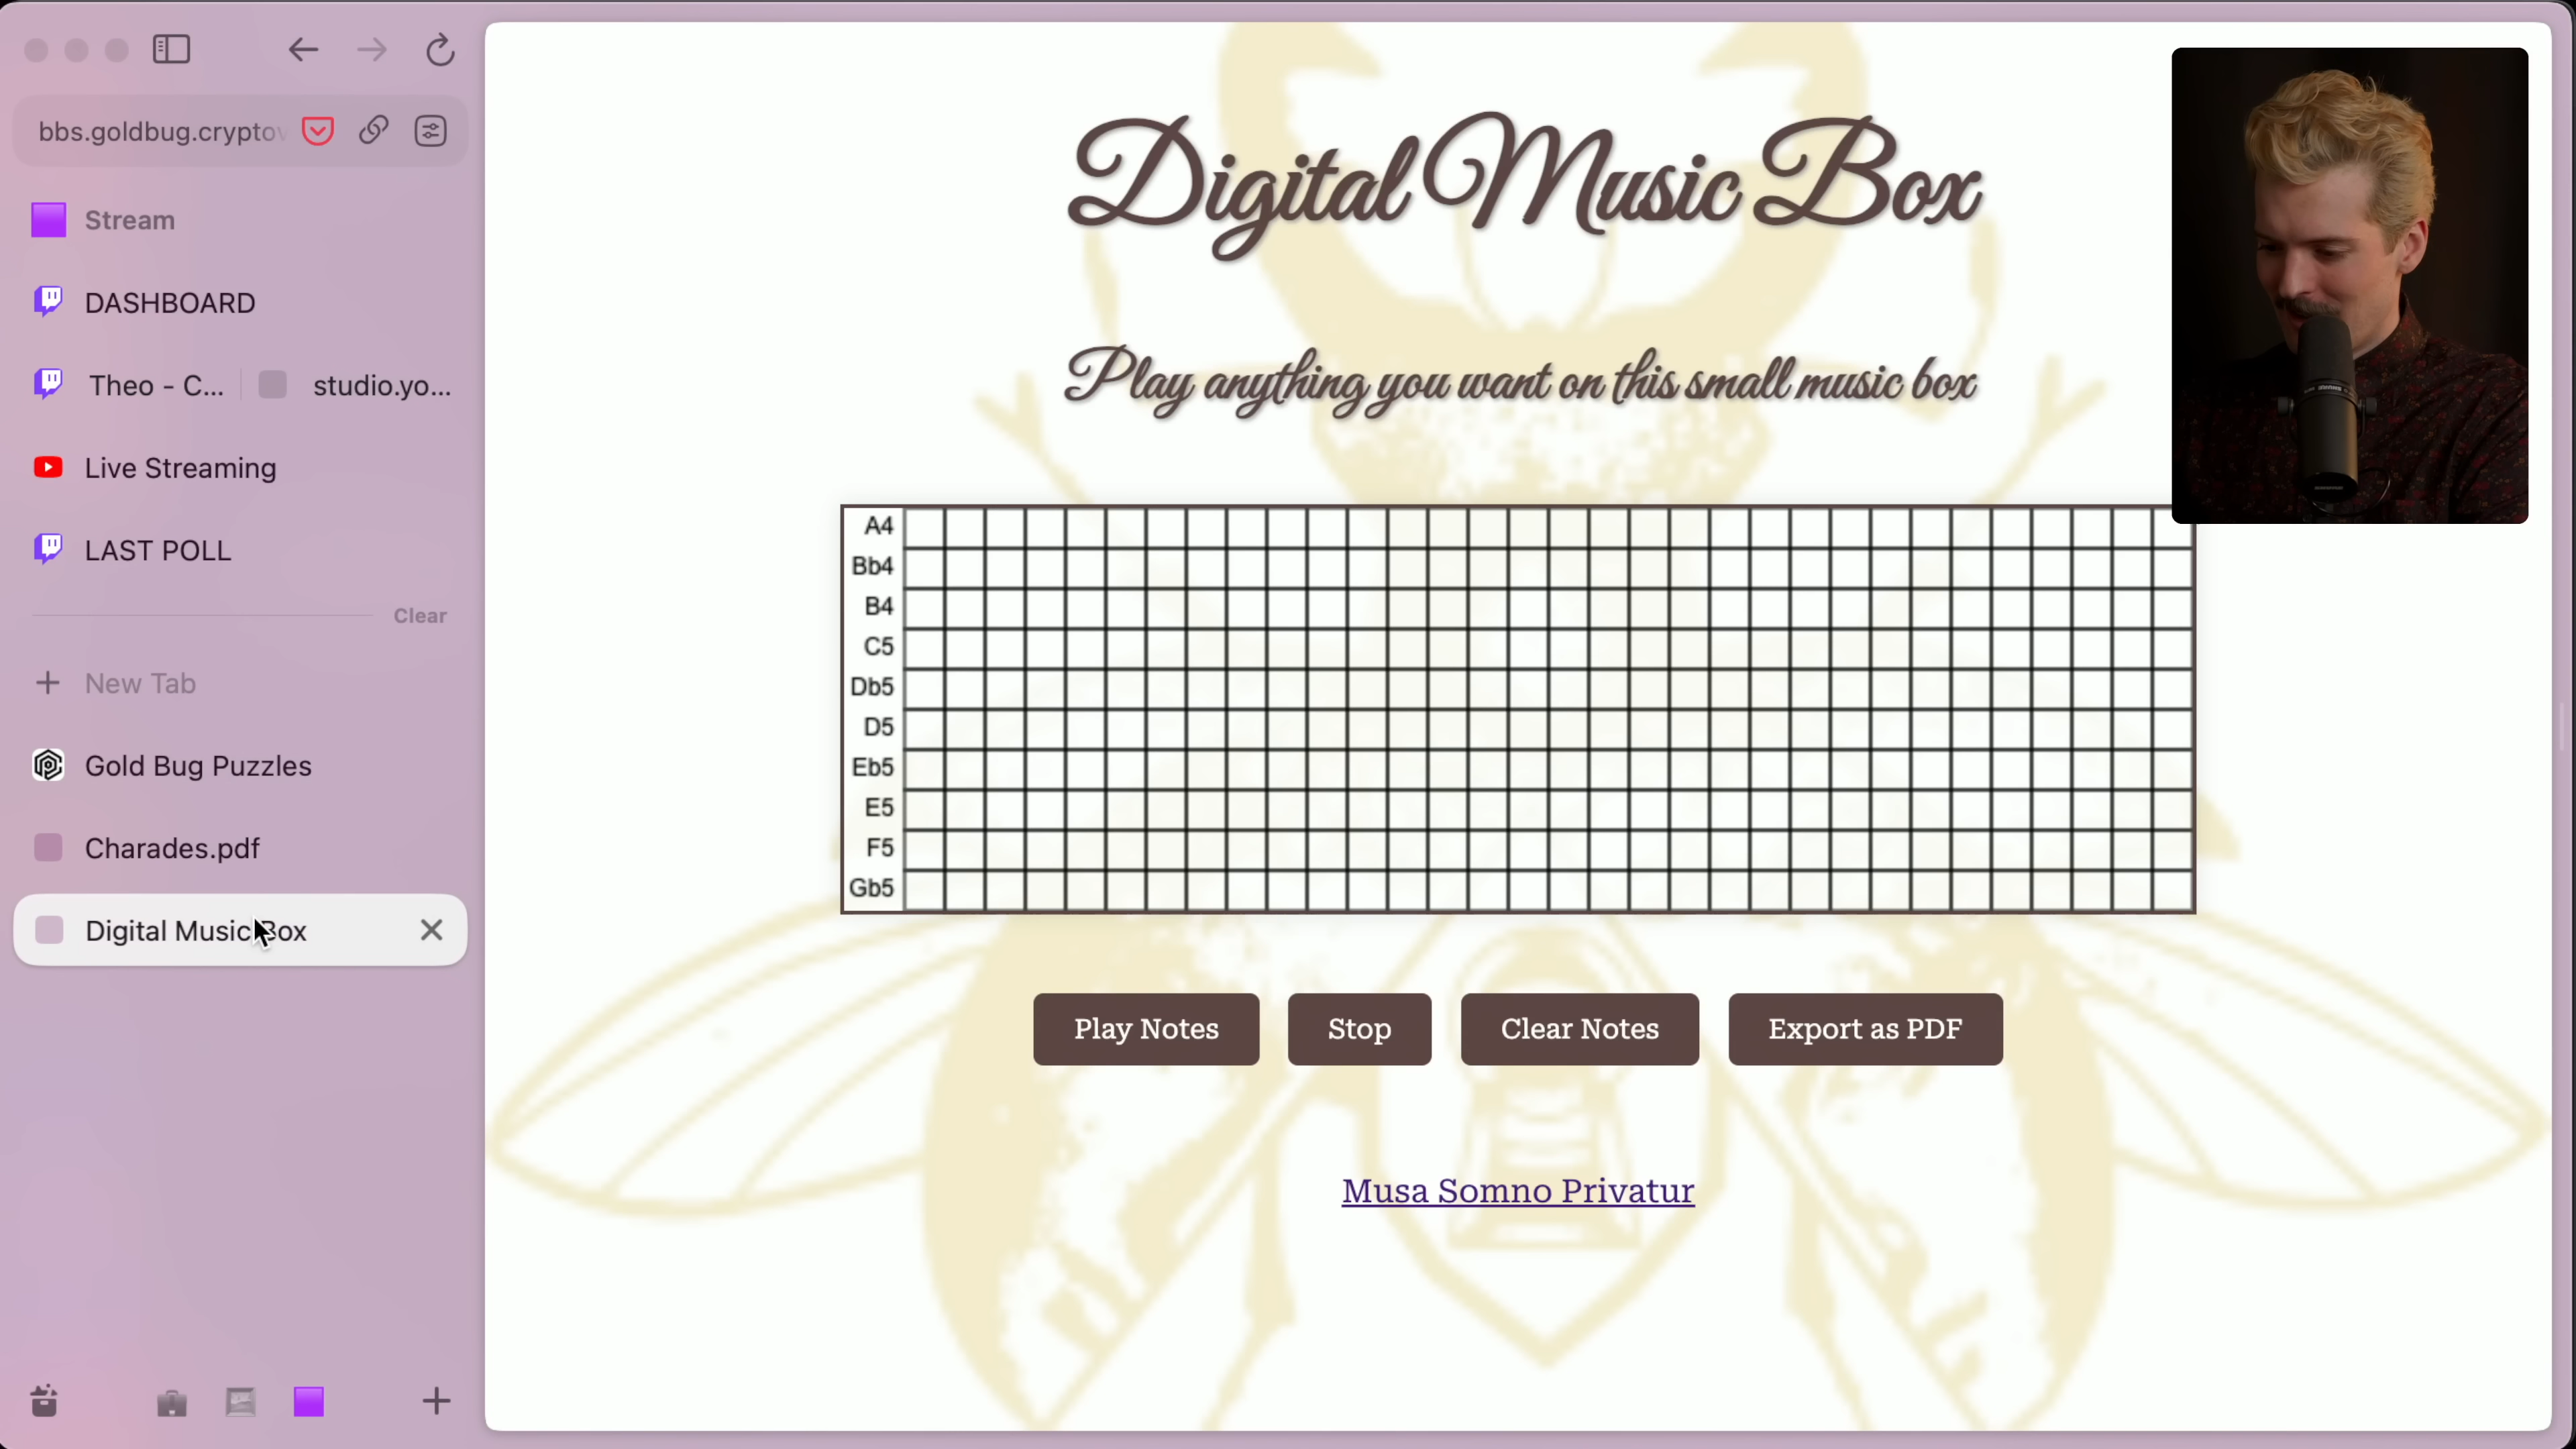 bbs.goldbug.crypto
Stream
DASHBOARD
Theo - C... studio.yo...
Live Streaming
LAST POLL
Clear
New Tab
Gold Bug Puzzles
Charades.pdf
Digital Music Box
Digital Music Box
Play anything you want on this small music box
A4
Bb4
B4
C5
Db5
D5
Eb5
E5
F5
Gb5
Play Notes Stop Clear Notes Export as PDF
Musa Somno Privatur